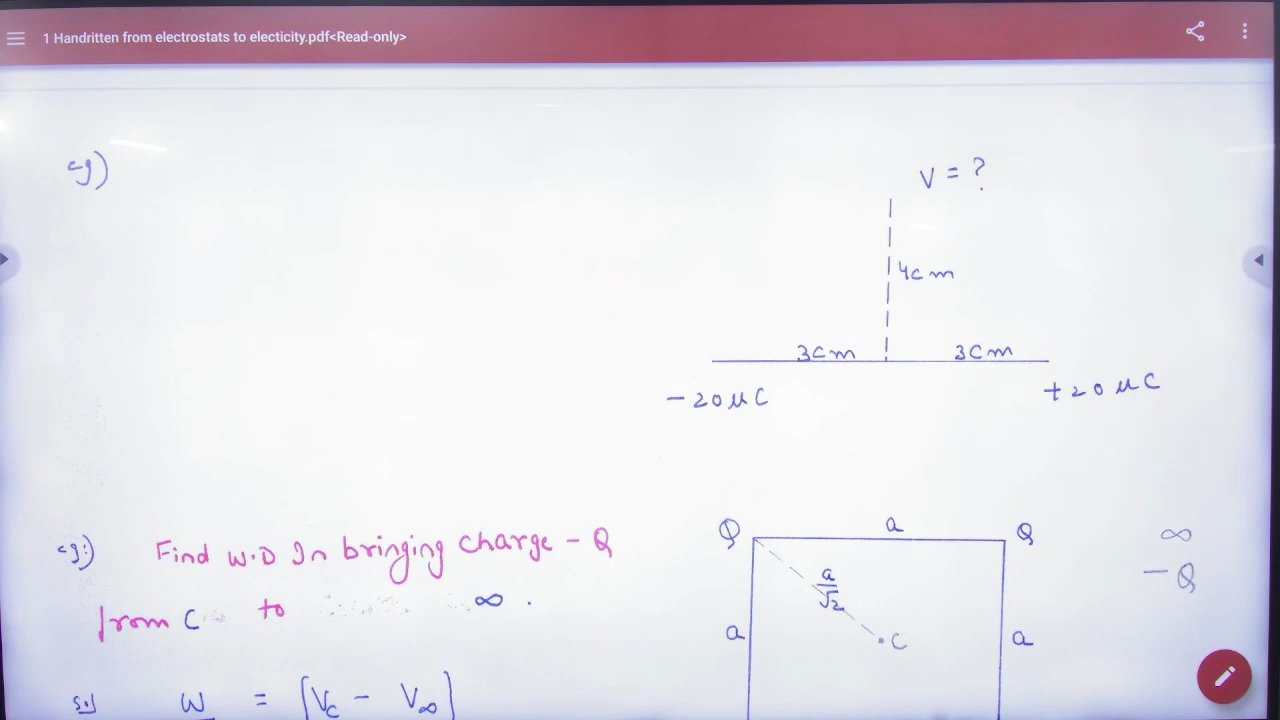 1 Handritten from electrostats to electicity.pdf<Read-only>
eg)
V = ?
4cm
3cm 3cm
-20μC +20μC
eg:) Find W.D In bringing charge - Q
from C to ∞ .
Q a Q
∞
- Q
a/√2
a C a
Sol W = [Vc - V∞]